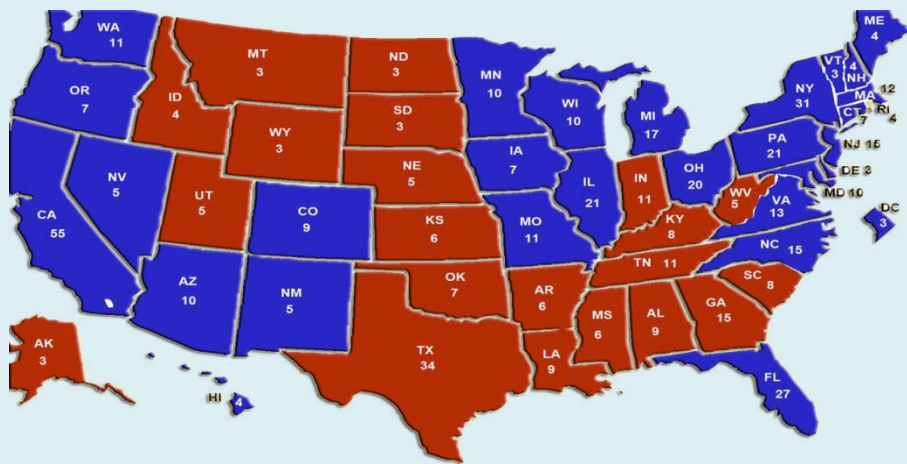 WA
11
OR
7
CA
55
NV
5
ID
4
MT
3
WY
3
UT
5
AZ
10
CO
9
NM
5
ND
3
SD
3
NE
5
KS
6
OK
7
TX
34
MN
10
IA
7
MO
11
AR
6
LA
9
WI
10
IL
21
MI
17
IN
11
OH
20
KY
8
TN 11
MS
6
AL
9
GA
15
FL
27
SC
8
NC 15
VA
13
WV
5
PA
21
NY
31
VT
3
4
NH
ME
4
12
MA
RI
4
CT
7
NJ 15
DE 3
MD 10
DC
3
AK
3
HI
4